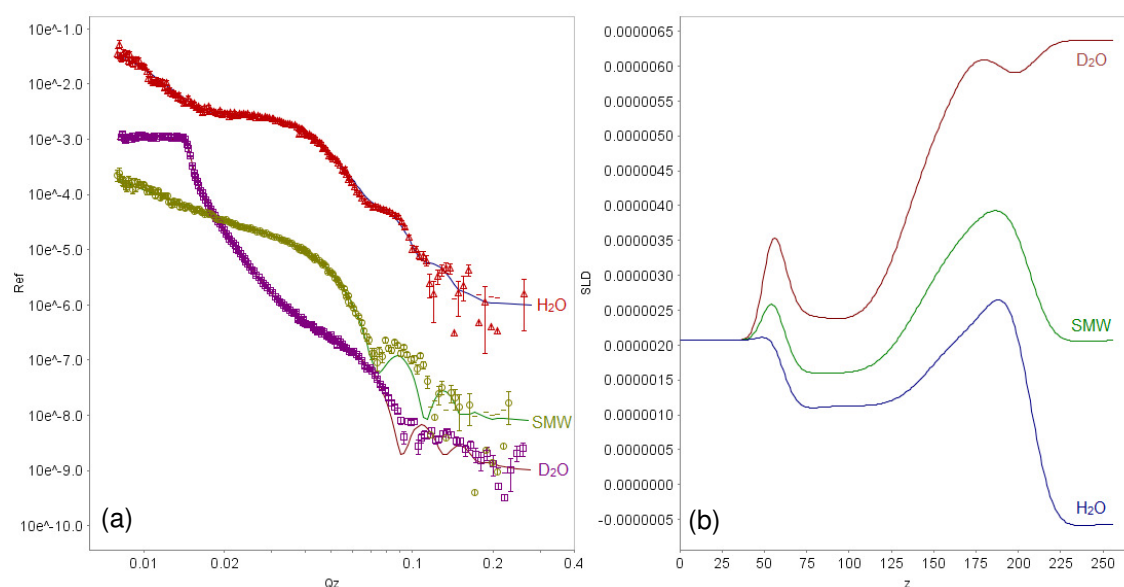 10e^-1.0
10e^-2.0
10e^-3.0
10e^-4.0
10e^-5.0
10e^-6.0
10e^-7.0
10e^-8.0
10e^-9.0
10e^-10.0
Ref
H₂O
SMW
D₂O
(a)
0.01 0.02 0.1 0.2 0.4
Qz
0.0000065
0.0000060
0.0000055
0.0000050
0.0000045
0.0000040
0.0000035
0.0000030
0.0000025
0.0000020
0.0000015
0.0000010
0.0000005
0.0000000
-0.0000005
SLD
D₂O
SMW
H₂O
(b)
0 25 50 75 100 125 150 175 200 225 250
z